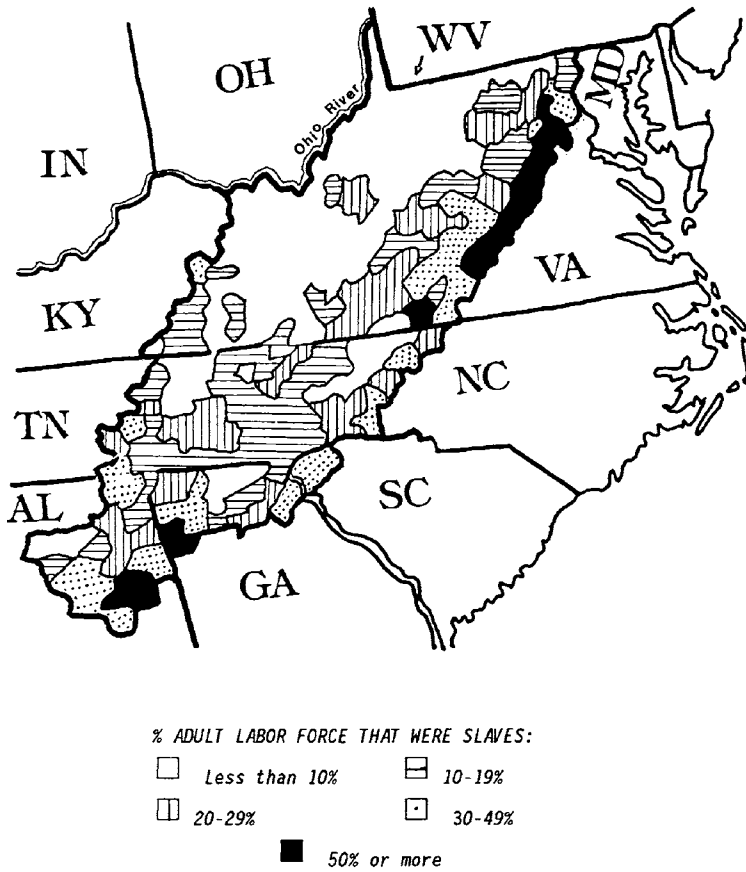 WV
OH
MD
Ohio River
IN
VA
KY
NC
TN
SC
AL
GA
% ADULT LABOR FORCE THAT WERE SLAVES:
Less than 10% 10-19%
20-29% 30-49%
50% or more